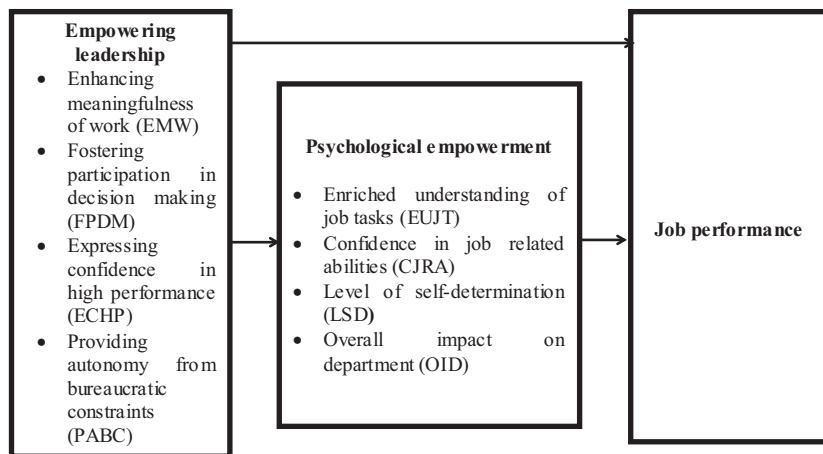 Empowering
leadership
• Enhancing
meaningfulness
of work (EMW)
• Fostering
participation in
decision making
(FPDM)
• Expressing
confidence in
high performance
(ECHP)
• Providing
autonomy from
bureaucratic
constraints
(PABC)
Psychological empowerment
• Enriched understanding of
job tasks (EUJT)
• Confidence in job related
abilities (CJRA)
• Level of self-determination
(LSD)
• Overall impact on
department (OID)
Job performance